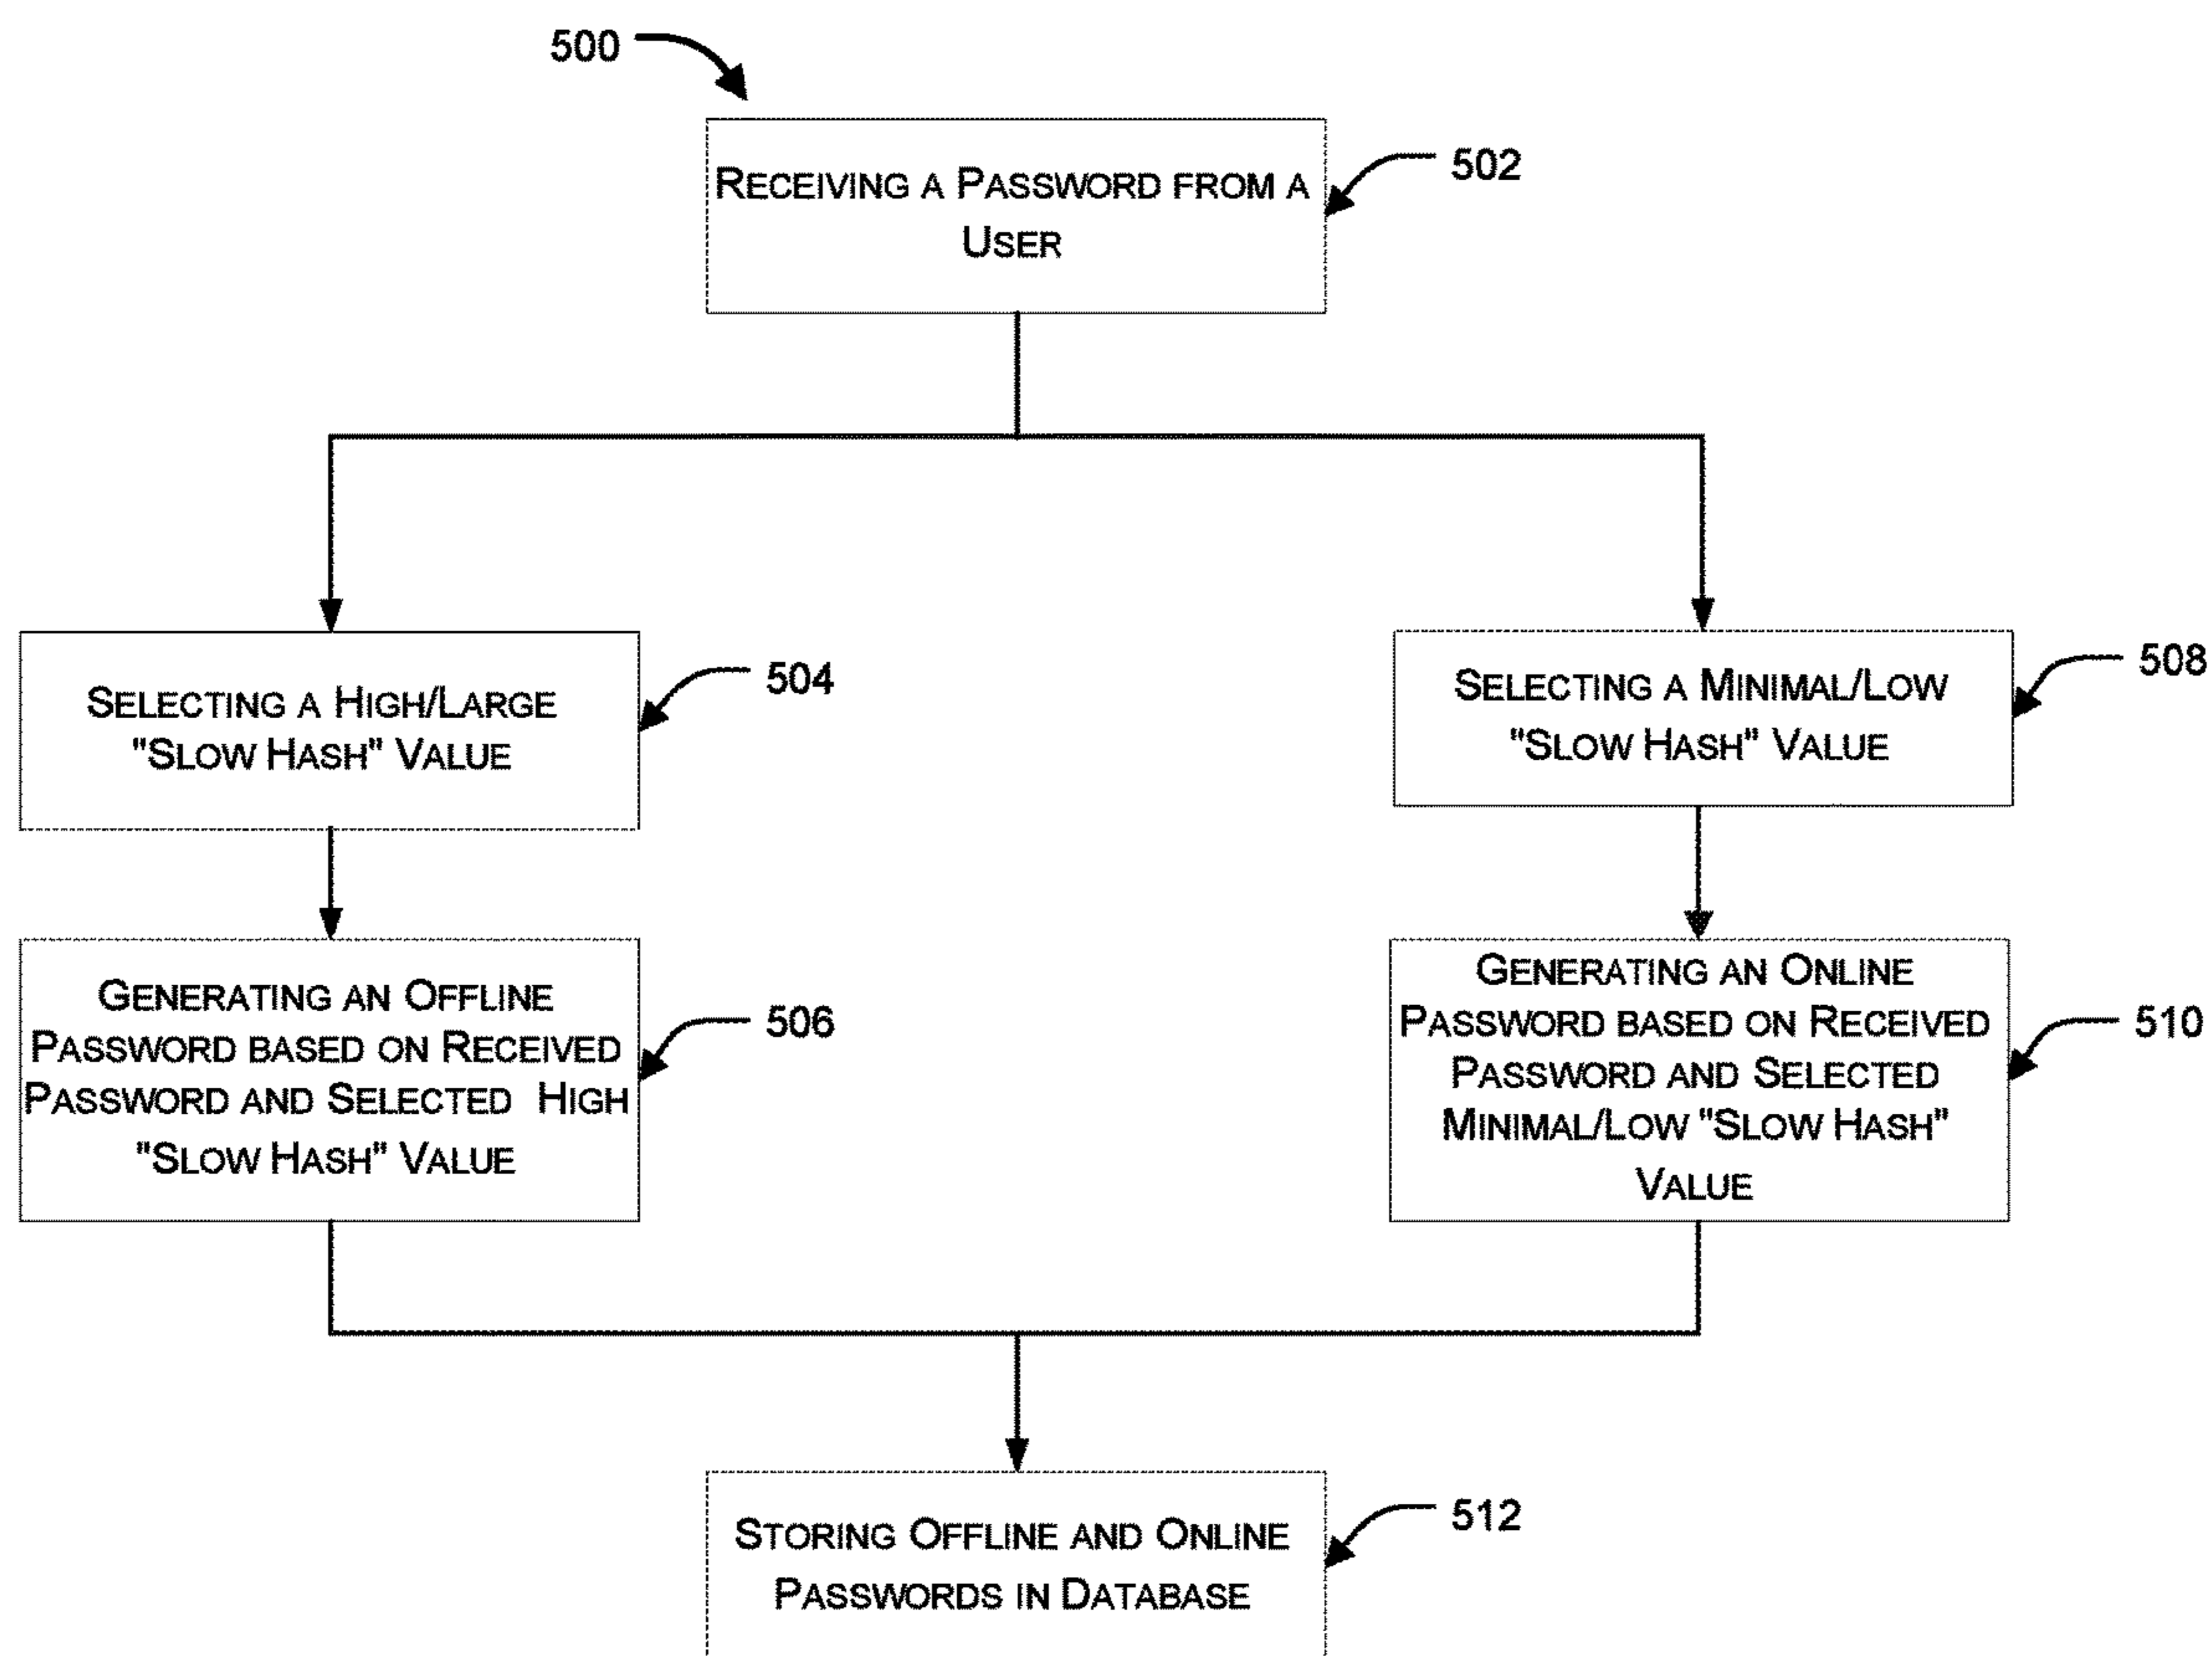 500
RECEIVING A PASSWORD FROM A
USER
502
SELECTING A HIGH/LARGE
"SLOW HASH" VALUE
504
SELECTING A MINIMAL/LOW
"SLOW HASH" VALUE
508
GENERATING AN OFFLINE
PASSWORD BASED ON RECEIVED
PASSWORD AND SELECTED HIGH
"SLOW HASH" VALUE
506
GENERATING AN ONLINE
PASSWORD BASED ON RECEIVED
PASSWORD AND SELECTED
MINIMAL/LOW "SLOW HASH"
VALUE
510
STORING OFFLINE AND ONLINE
PASSWORDS IN DATABASE
512